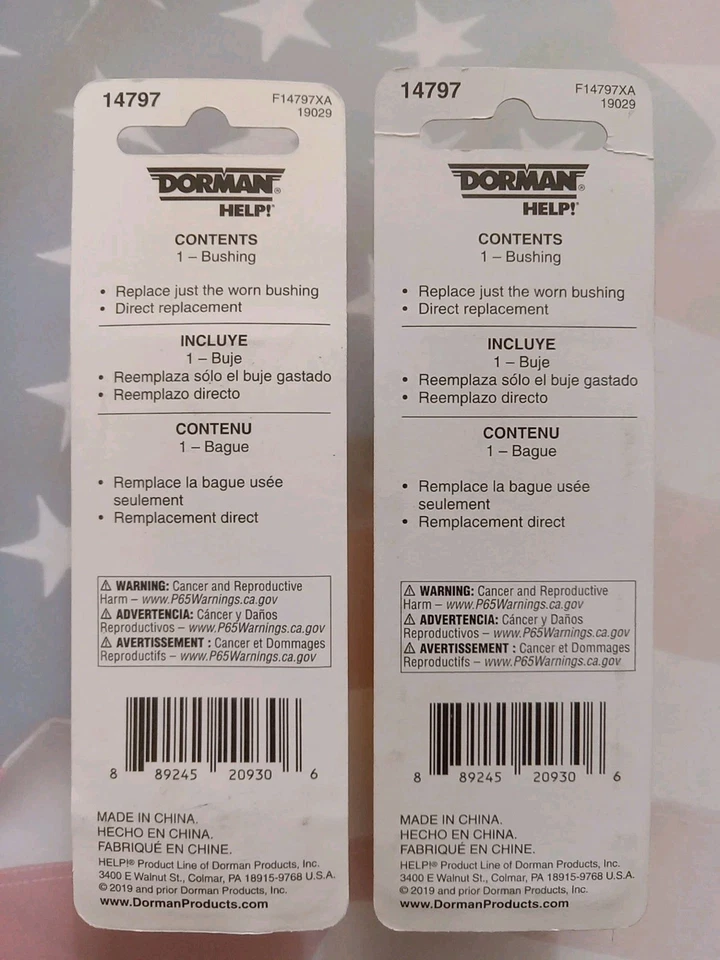 14797
F14797XA
19029
DORMAN®
HELP!®
CONTENTS
1 – Bushing
• Replace just the worn bushing
• Direct replacement
INCLUYE
1 – Buje
• Reemplaza sólo el buje gastado
• Reemplazo directo
CONTENU
1 – Bague
• Remplace la bague usée
seulement
• Remplacement direct
⚠ WARNING: Cancer and Reproductive
Harm – www.P65Warnings.ca.gov
⚠ ADVERTENCIA: Cáncer y Daños
Reproductivos – www.P65Warnings.ca.gov
⚠ AVERTISSEMENT : Cancer et Dommages
Reproductifs – www.P65Warnings.ca.gov
8 89245 20930 6
MADE IN CHINA.
HECHO EN CHINA.
FABRIQUÉ EN CHINE.
HELP!® Product Line of Dorman Products, Inc.
3400 E Walnut St., Colmar, PA 18915-9768 U.S.A.
© 2019 and prior Dorman Products, Inc.
www.DormanProducts.com
14797
F14797XA
19029
DORMAN®
HELP!®
CONTENTS
1 – Bushing
• Replace just the worn bushing
• Direct replacement
INCLUYE
1 – Buje
• Reemplaza sólo el buje gastado
• Reemplazo directo
CONTENU
1 – Bague
• Remplace la bague usée
seulement
• Remplacement direct
⚠ WARNING: Cancer and Reproductive
Harm – www.P65Warnings.ca.gov
⚠ ADVERTENCIA: Cáncer y Daños
Reproductivos – www.P65Warnings.ca.gov
⚠ AVERTISSEMENT : Cancer et Dommages
Reproductifs – www.P65Warnings.ca.gov
8 89245 20930 6
MADE IN CHINA.
HECHO EN CHINA.
FABRIQUÉ EN CHINE.
HELP!® Product Line of Dorman Products, Inc.
3400 E Walnut St., Colmar, PA 18915-9768 U.S.A.
© 2019 and prior Dorman Products, Inc.
www.DormanProducts.com